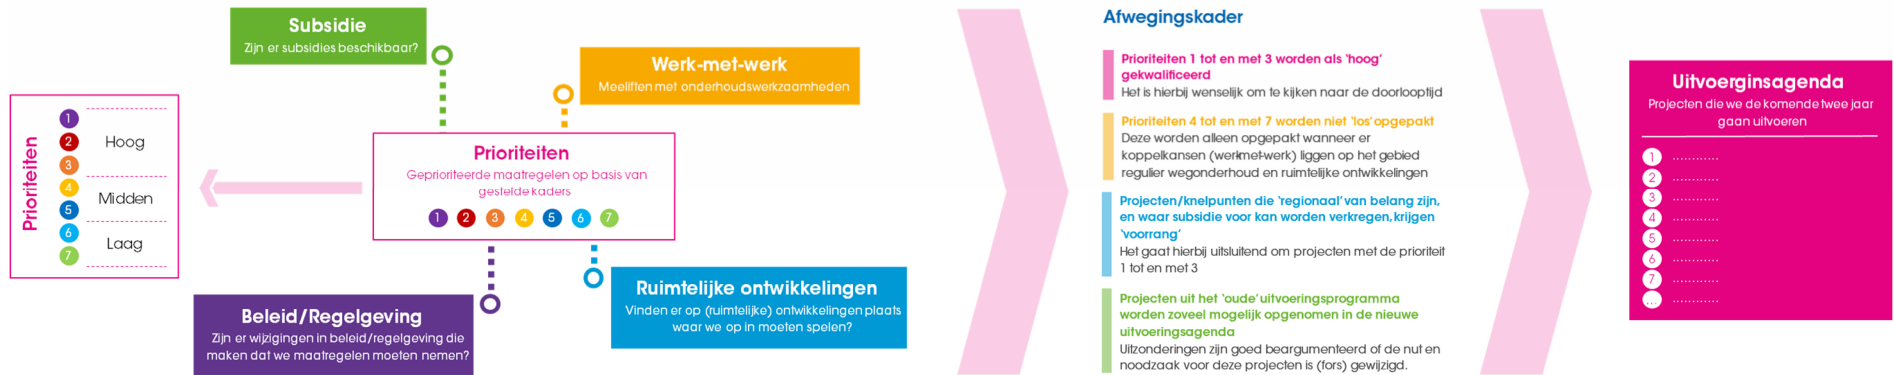 Prioriteiten
1
2
3
4
5
6
7
Hoog
Midden
Laag
Subsidie
Zijn er subsidies beschikbaar?
Werk-met-werk
Meeliften met onderhoudswerkzaamheden
Prioriteiten
Geprioriteerde maatregelen op basis van
gestelde kaders
1 2 3 4 5 6 7
Beleid/Regelgeving
Zijn er wijzigingen in beleid/regelgeving die
maken dat we maatregelen moeten nemen?
Ruimtelijke ontwikkelingen
Vinden er op (ruimtelijke) ontwikkelingen plaats
waar we op in moeten spelen?
Afwegingskader
Prioriteiten 1 tot en met 3 worden als ‘hoog’
gekwalificeerd
Het is hierbij wenselijk om te kijken naar de doorlooptijd
Prioriteiten 4 tot en met 7 worden niet ‘los’ opgepakt
Deze worden alleen opgepakt wanneer er
koppelkansen (werk-met-werk) liggen op het gebied
regulier wegonderhoud en ruimtelijke ontwikkelingen
Projecten/knelpunten die ‘regionaal’ van belang zijn,
en waar subsidie voor kan worden verkregen, krijgen
‘voorrang’
Het gaat hierbij uitsluitend om projecten met de prioriteit
1 tot en met 3
Projecten uit het ‘oude’ uitvoeringsprogramma
worden zoveel mogelijk opgenomen in de nieuwe
uitvoeringsagenda
Uitzonderingen zijn goed beargumenteerd of de nut en
noodzaak voor deze projecten is (fors) gewijzigd.
Uitvoerginsagenda
Projecten die we de komende twee jaar
gaan uitvoeren
1 ............
2 ............
3 ............
4 ............
5 ............
6 ............
7 ............
... ............